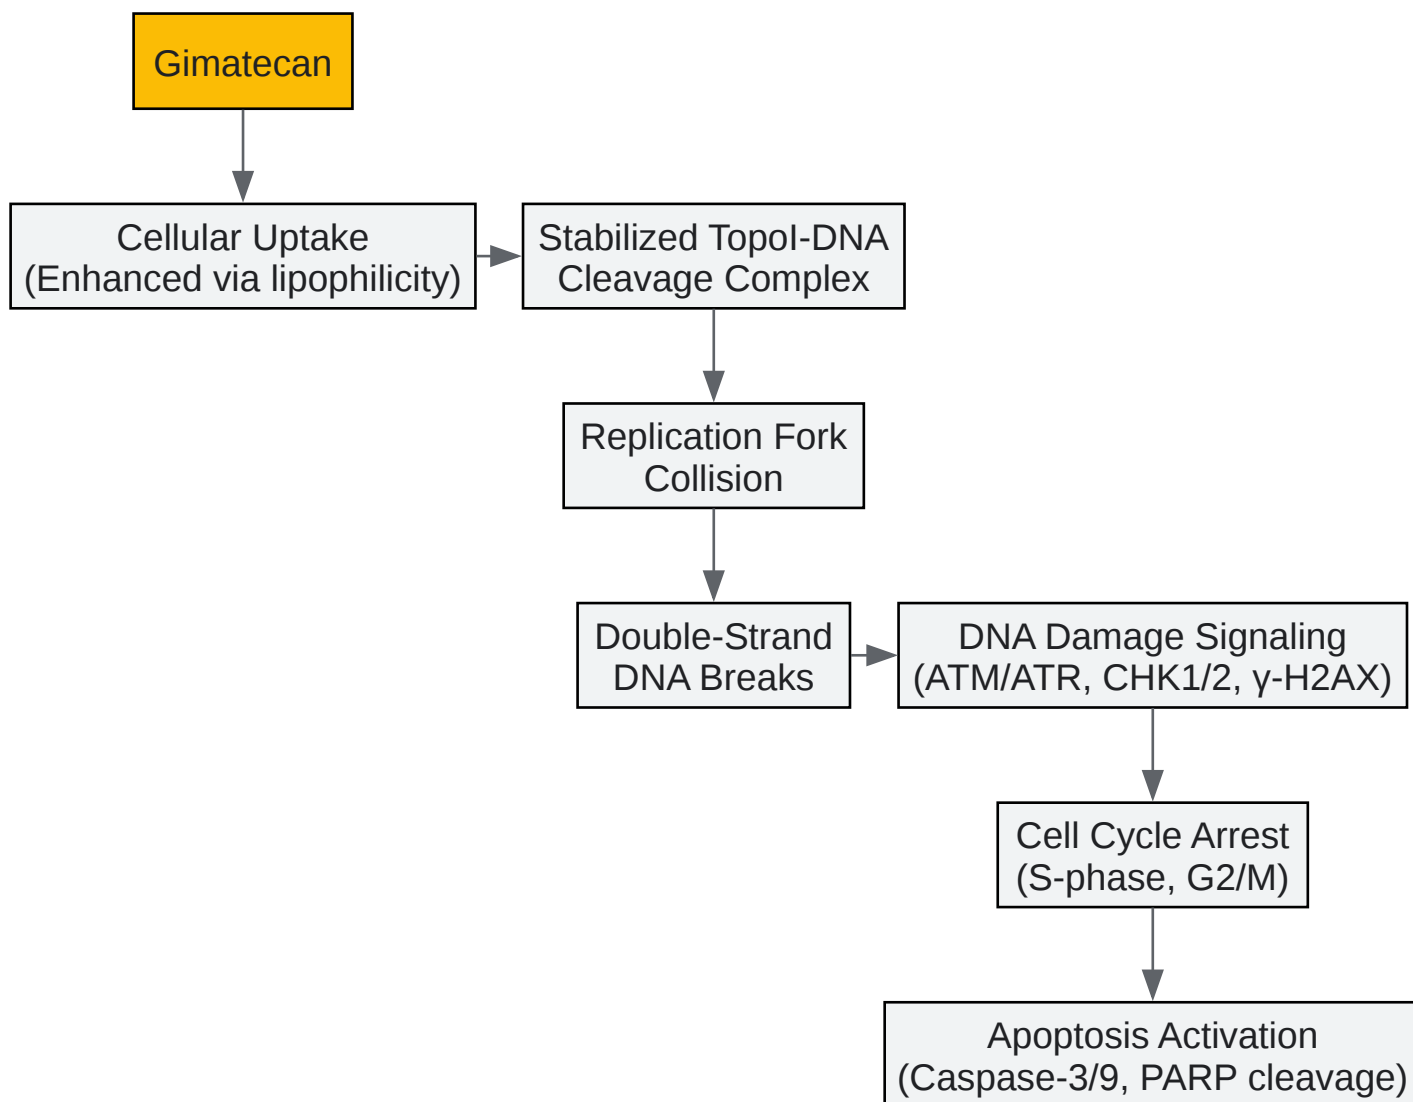 Gimatecan
Cellular Uptake
(Enhanced via lipophilicity)
Stabilized TopoI-DNA
Cleavage Complex
Replication Fork
Collision
Double-Strand
DNA Breaks
DNA Damage Signaling
(ATM/ATR, CHK1/2, γ-H2AX)
Cell Cycle Arrest
(S-phase, G2/M)
Apoptosis Activation
(Caspase-3/9, PARP cleavage)